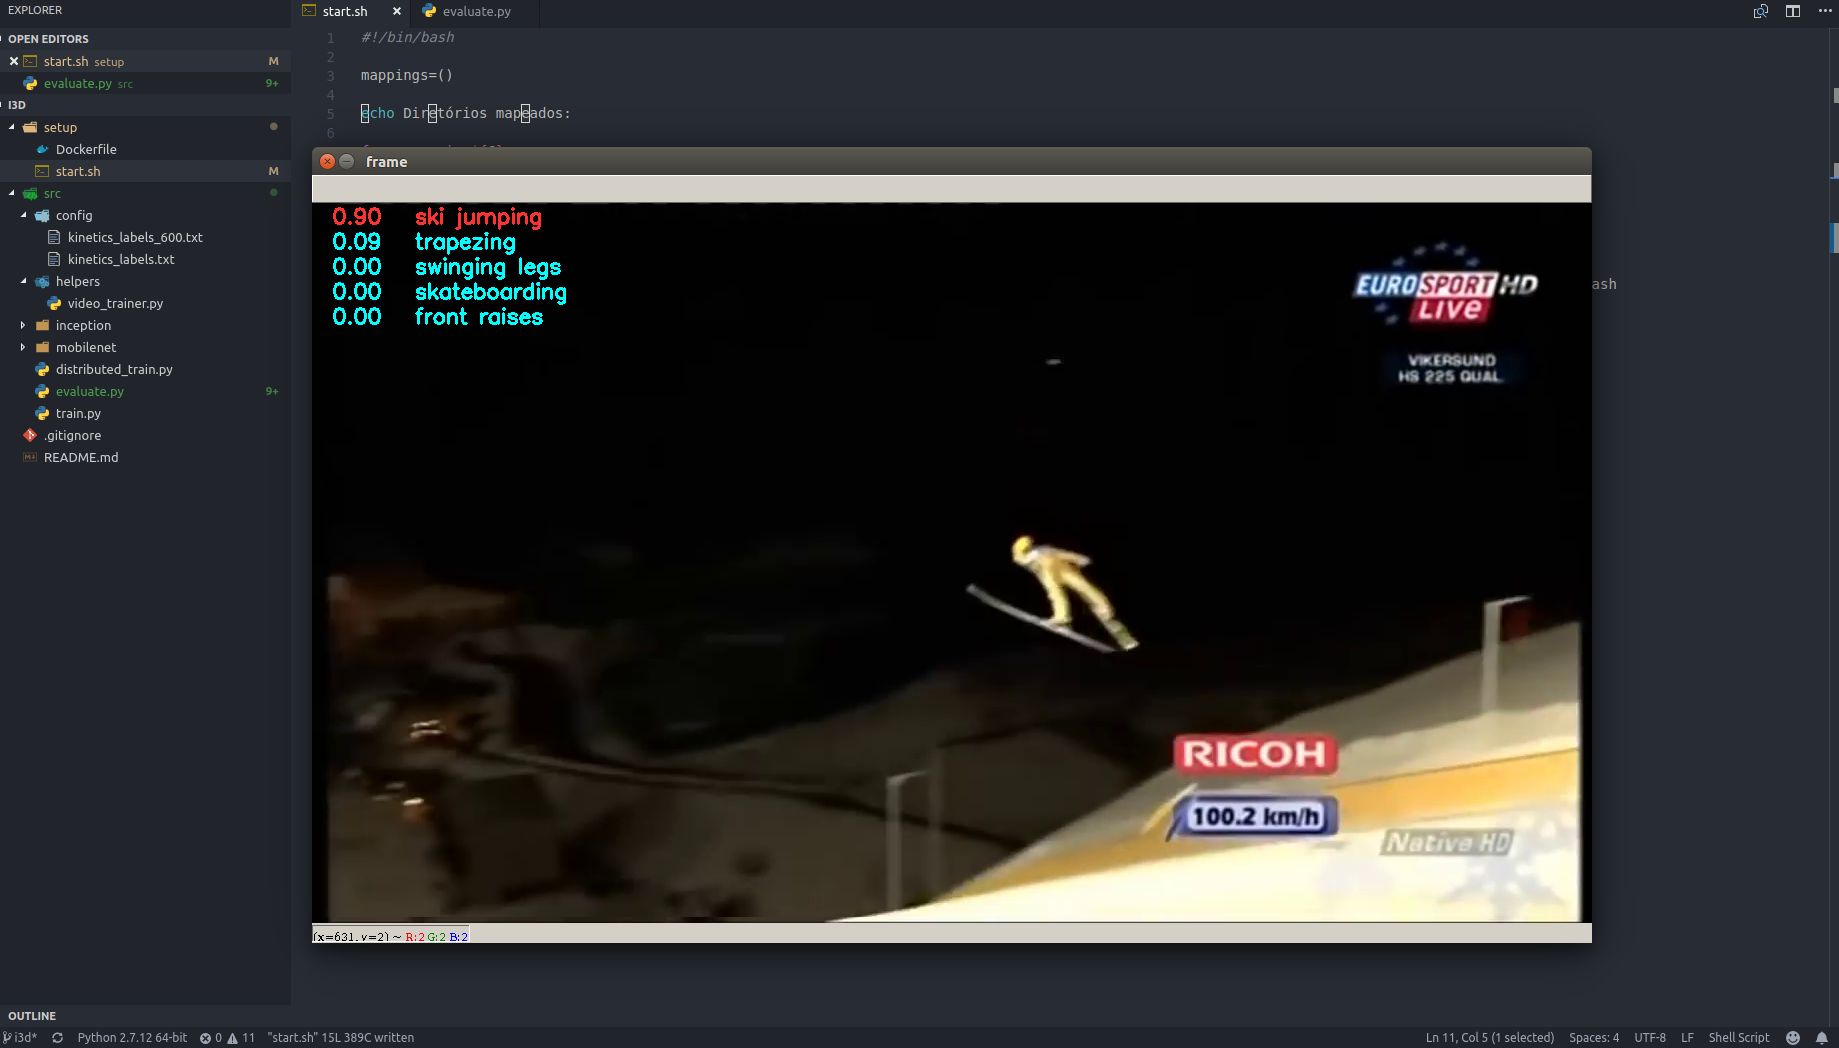 EXPLORER
start.sh
evaluate.py
OPEN EDITORS
start.sh setup M
evaluate.py src 9+
I3D
setup
Dockerfile
start.sh M
src
config
kinetics_labels_600.txt
kinetics_labels.txt
helpers
video_trainer.py
inception
mobilenet
distributed_train.py
evaluate.py 9+
train.py
.gitignore
README.md
OUTLINE
1 #!/bin/bash
2
3 mappings=()
4
5 echo Diretórios mapeados:
6
ash
frame
0.90 ski jumping
0.09 trapezing
0.00 swinging legs
0.00 skateboarding
0.00 front raises
EUROSPORT HD
LIVE
VIKERSUND
HS 225 QUAL.
RICOH
100.2 km/h
Native HD
(x=631, y=2) ~ R:2 G:2 B:2
i3d* Python 2.7.12 64-bit 0 11 "start.sh" 15L 389C written Ln 11, Col 5 (1 selected) Spaces: 4 UTF-8 LF Shell Script